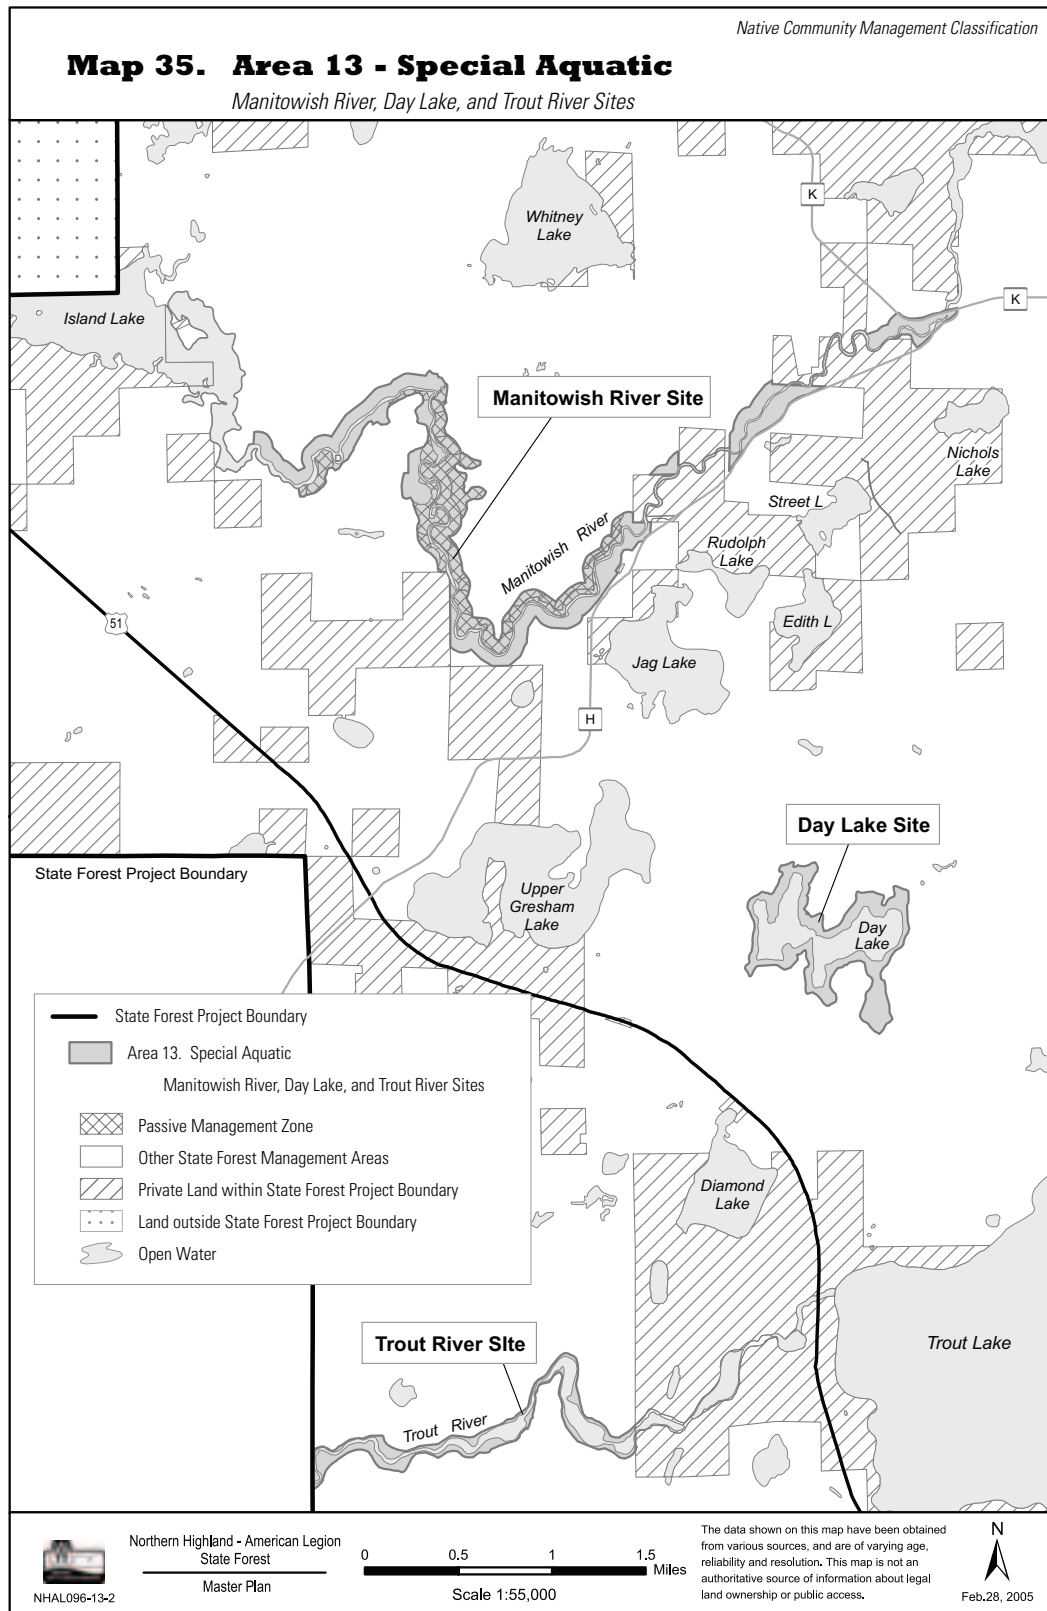 Native Community Management Classification
Map 35. Area 13 - Special Aquatic
Manitowish River, Day Lake, and Trout River Sites
K
Whitney
Lake
K
Island Lake
Manitowish River Site
Nichols
Lake
Street L
Manitowish River
Rudolph
Lake
51
Edith L
Jag Lake
H
Day Lake Site
State Forest Project Boundary
Upper
Gresham
Lake
Day
Lake
State Forest Project Boundary
Area 13. Special Aquatic
Manitowish River, Day Lake, and Trout River Sites
Passive Management Zone
Other State Forest Management Areas
Private Land within State Forest Project Boundary
Land outside State Forest Project Boundary
Open Water
Diamond
Lake
Trout River SIte
Trout Lake
Trout River
NHAL096-13-2
Northern Highland - American Legion
State Forest
Master Plan
0 0.5 1 1.5
Miles
Scale 1:55,000
The data shown on this map have been obtained
from various sources, and are of varying age,
reliability and resolution. This map is not an
authoritative source of information about legal
land ownership or public access.
N
Feb.28, 2005